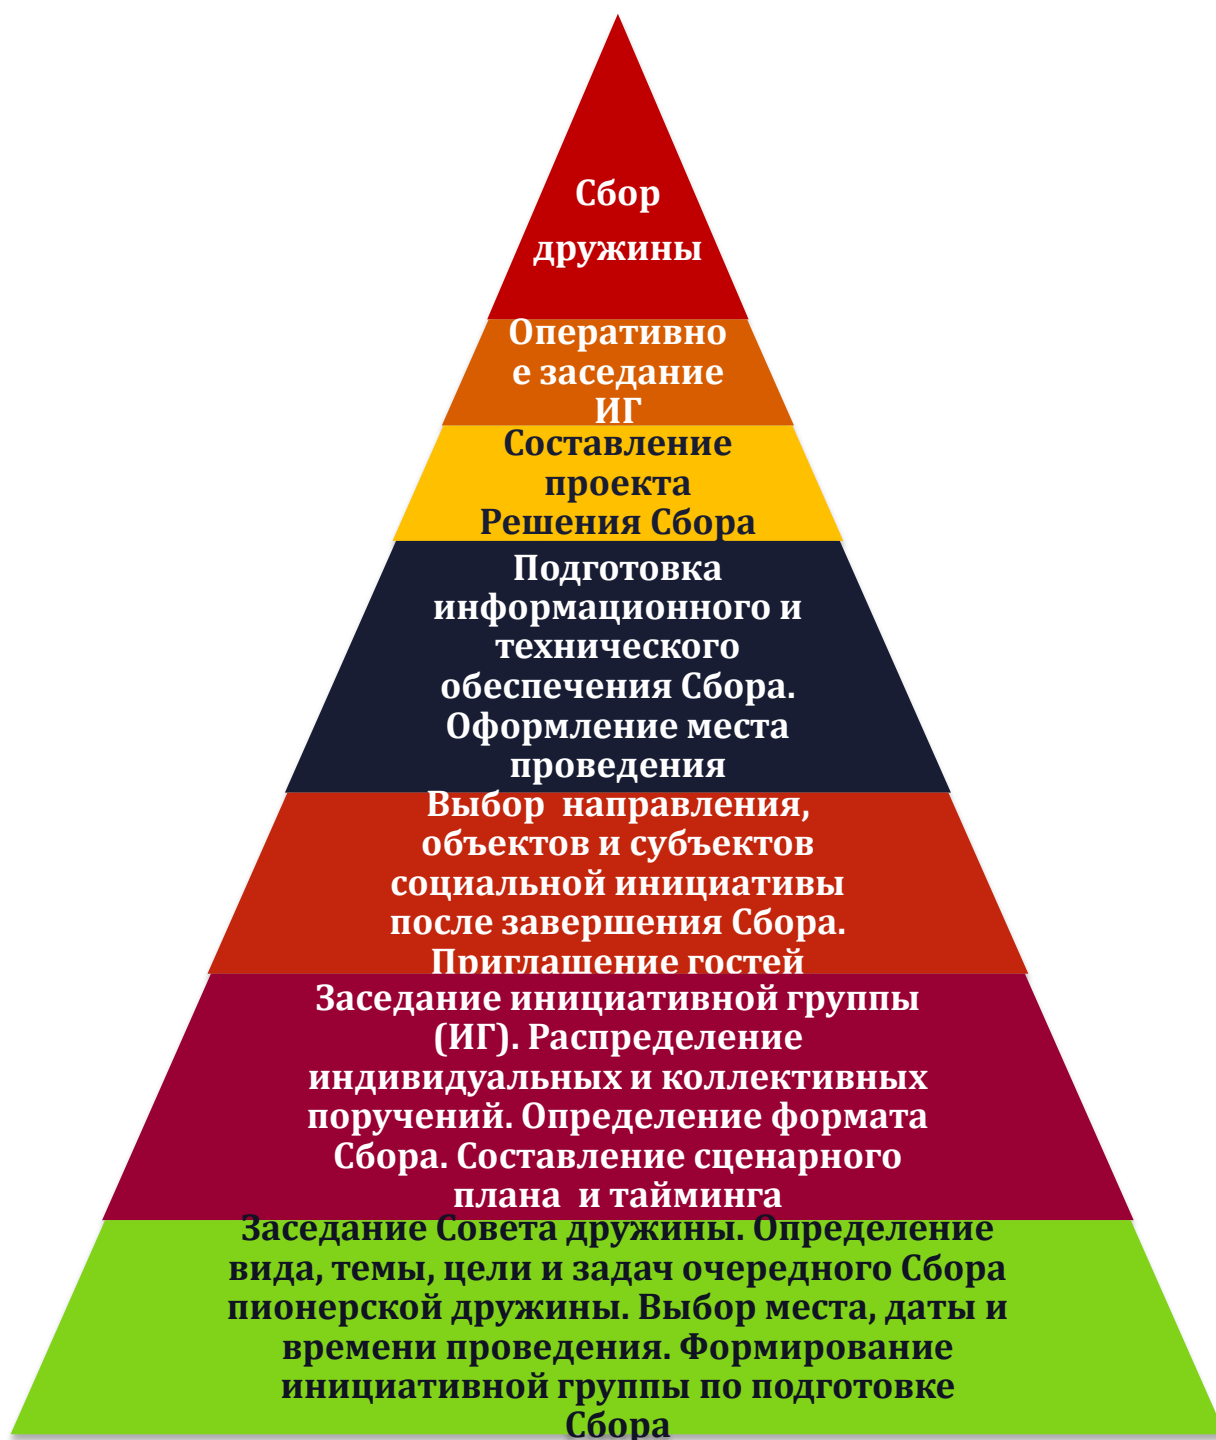 Сбор
дружины
Оперативно
е заседание
ИГ
Составление
проекта
Решения Сбора
Подготовка
информационного и
технического
обеспечения Сбора.
Оформление места
проведения
Выбор  направления,
объектов и субъектов
социальной инициативы
после завершения Сбора.
Приглашение гостей
Заседание инициативной группы
(ИГ). Распределение
индивидуальных и коллективных
поручений. Определение формата
Сбора. Составление сценарного
плана  и тайминга
Заседание Совета дружины. Определение
вида, темы, цели и задач очередного Сбора
пионерской дружины. Выбор места, даты и
времени проведения. Формирование
инициативной группы по подготовке
Сбора